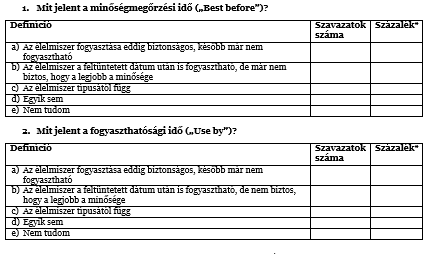 1. Mit jelent a minőségmegőrzési idő („Best before”)?
Definíció Szavazatok száma Százalék*
a) Az élelmiszer fogyasztása eddig biztonságos, később már nem
fogyasztható
b) Az élelmiszer a feltüntetett dátum után is fogyasztható, de már nem
biztos, hogy a legjobb a minősége
c) Az élelmiszer típusától függ
d) Egyik sem
e) Nem tudom
2. Mit jelent a fogyaszthatósági idő („Use by”)?
Definíció Szavazatok száma Százalék*
a) Az élelmiszer fogyasztása eddig biztonságos, később már nem
fogyasztható
b) Az élelmiszer a feltüntetett dátum után is fogyasztható, de nem biztos,
hogy a legjobb a minősége
c) Az élelmiszer típusától függ
d) Egyik sem
e) Nem tudom